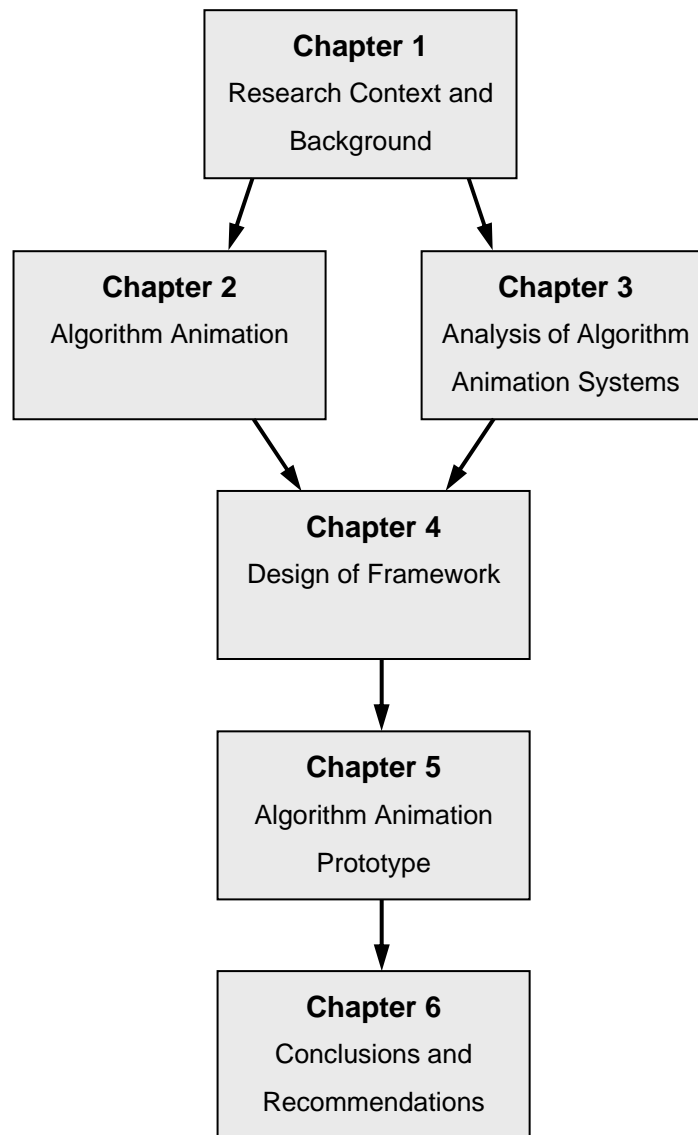 Chapter 1
Research Context and
Background
Chapter 2
Algorithm Animation
Chapter 3
Analysis of Algorithm
Animation Systems
Chapter 4
Design of Framework
Chapter 5
Algorithm Animation
Prototype
Chapter 6
Conclusions and
Recommendations